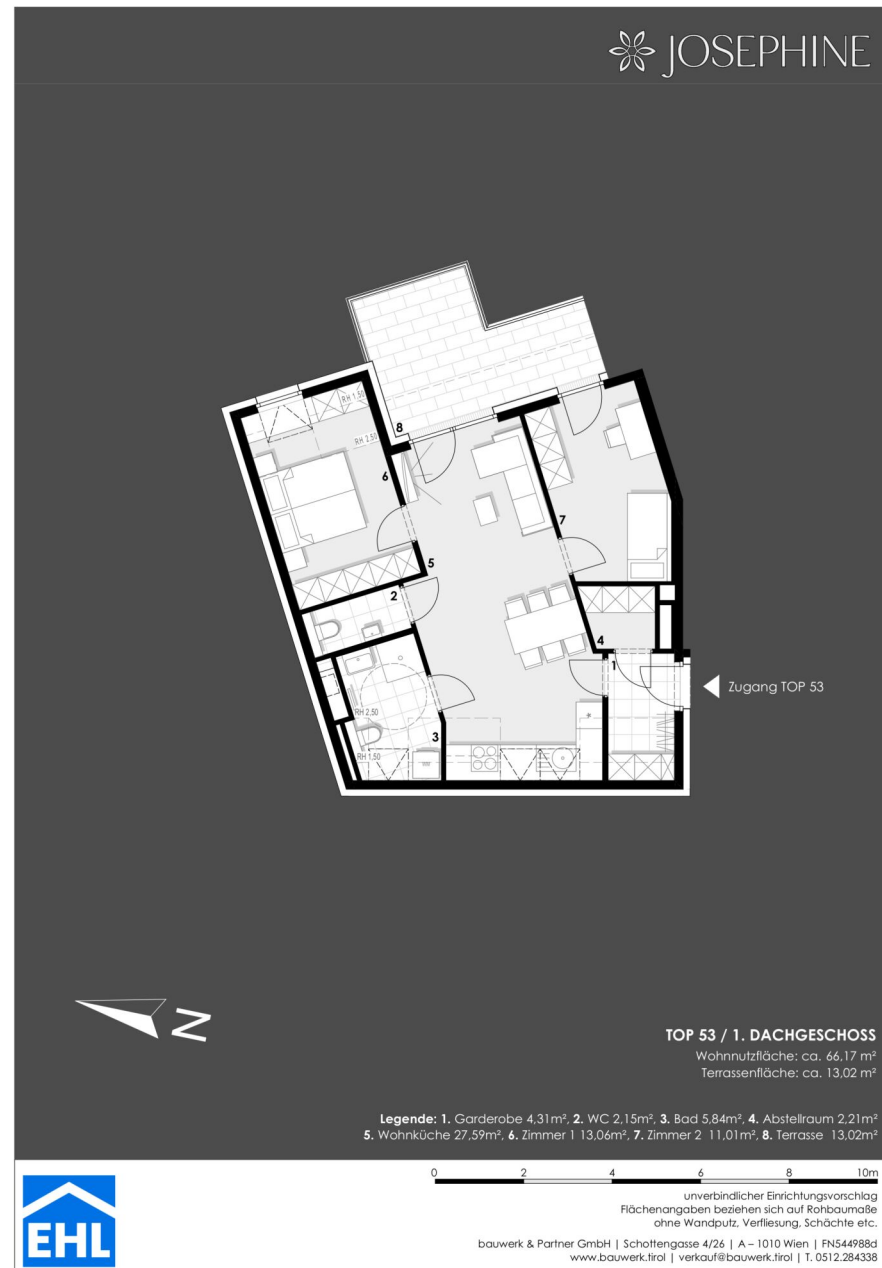 JOSEPHINE
RH 1,50
RH 2,50
8
6
7
5
2
4
1
Zugang TOP 53
RH 2,50
3
RH 1,50
N
TOP 53 / 1. DACHGESCHOSS
Wohnnutzfläche: ca. 66,17 m²
Terrassenfläche: ca. 13,02 m²
Legende: 1. Garderobe 4,31m², 2. WC 2,15m², 3. Bad 5,84m², 4. Abstellraum 2,21m²
5. Wohnküche 27,59m², 6. Zimmer 1 13,06m², 7. Zimmer 2 11,01m², 8. Terrasse 13,02m²
0 2 4 6 8 10m
unverbindlicher Einrichtungsvorschlag
Flächenangaben beziehen sich auf Rohbaumaße
ohne Wandputz, Verfliesung, Schächte etc.
EHL
bauwerk & Partner GmbH | Schottengasse 4/26 | A – 1010 Wien | FN544988d
www.bauwerk.tirol | verkauf@bauwerk.tirol | T. 0512.284338